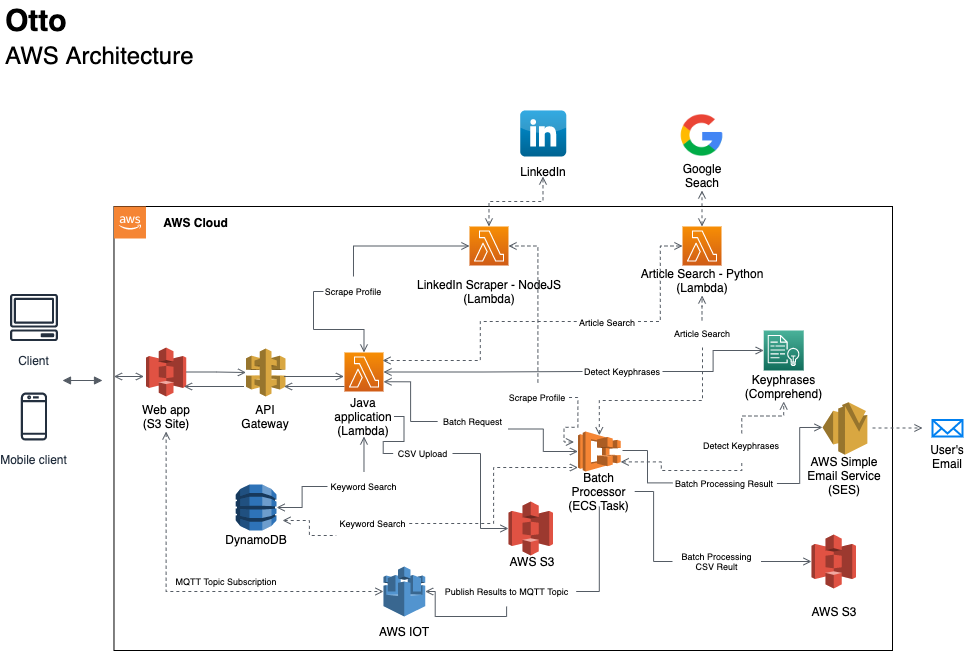 Otto
AWS Architecture
in
LinkedIn
Google
Seach
aws
AWS Cloud
LinkedIn Scraper - NodeJS
(Lambda)
Article Search - Python
(Lambda)
Scrape Profile
Article Search
Article Search
Client
Detect Keyphrases
Keyphrases
(Comprehend)
Web app
(S3 Site)
API
Gateway
Java
application
(Lambda)
Scrape Profile
Batch Request
Mobile client
CSV Upload
Detect Keyphrases
AWS Simple
Email Service
(SES)
User's
Email
Batch
Processor
(ECS Task)
Batch Processing Result
Keyword Search
Keyword Search
DynamoDB
AWS S3
Batch Processing
CSV Reult
MQTT Topic Subscription
Publish Results to MQTT Topic
AWS S3
AWS IOT